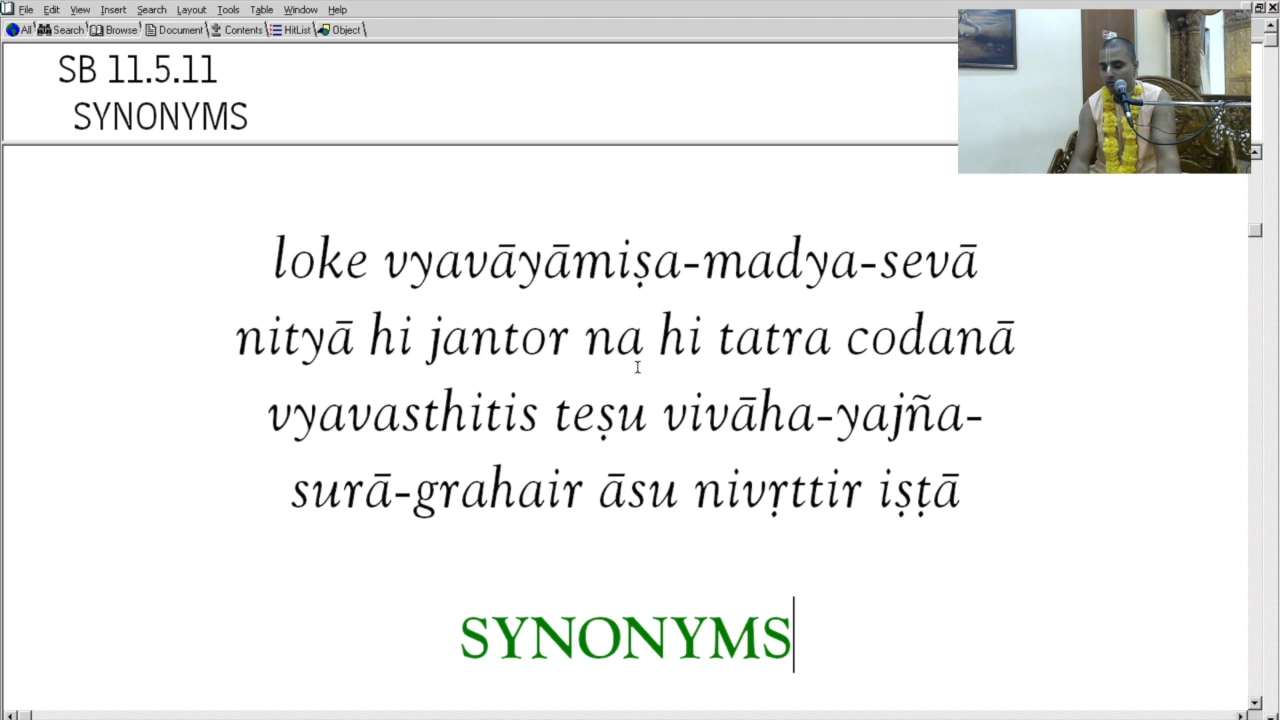 File Edit View Insert Search Layout Tools Table Window Help
All Search Browse Document Contents HitList Object
SB 11.5.11
SYNONYMS
loke vyavāyāmiṣa-madya-sevā
nityā hi jantor na hi tatra codanā
vyavasthitis teṣu vivāha-yajña-
surā-grahair āsu nivṛttir iṣṭā
SYNONYMS